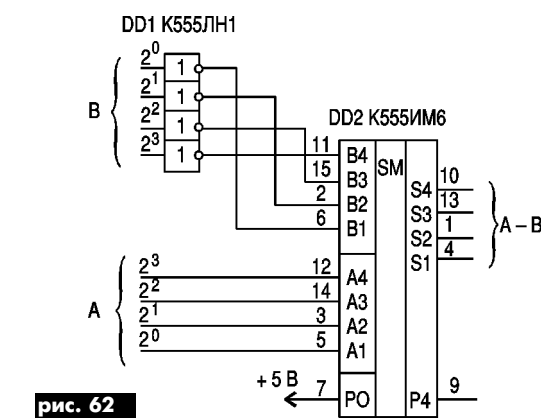 DD1 К555ЛН1
2⁰ 1
2¹ 1
2² 1
2³ 1
B
DD2 К555ИМ6
11 B4 SM
15 B3
2 B2
6 B1
S4 10
S3 13
S2 1
S1 4
A – B
A
2³ 12 A4
2² 14 A3
2¹ 3 A2
2⁰ 5 A1
+ 5 В 7 PO
P4 9
рис. 62